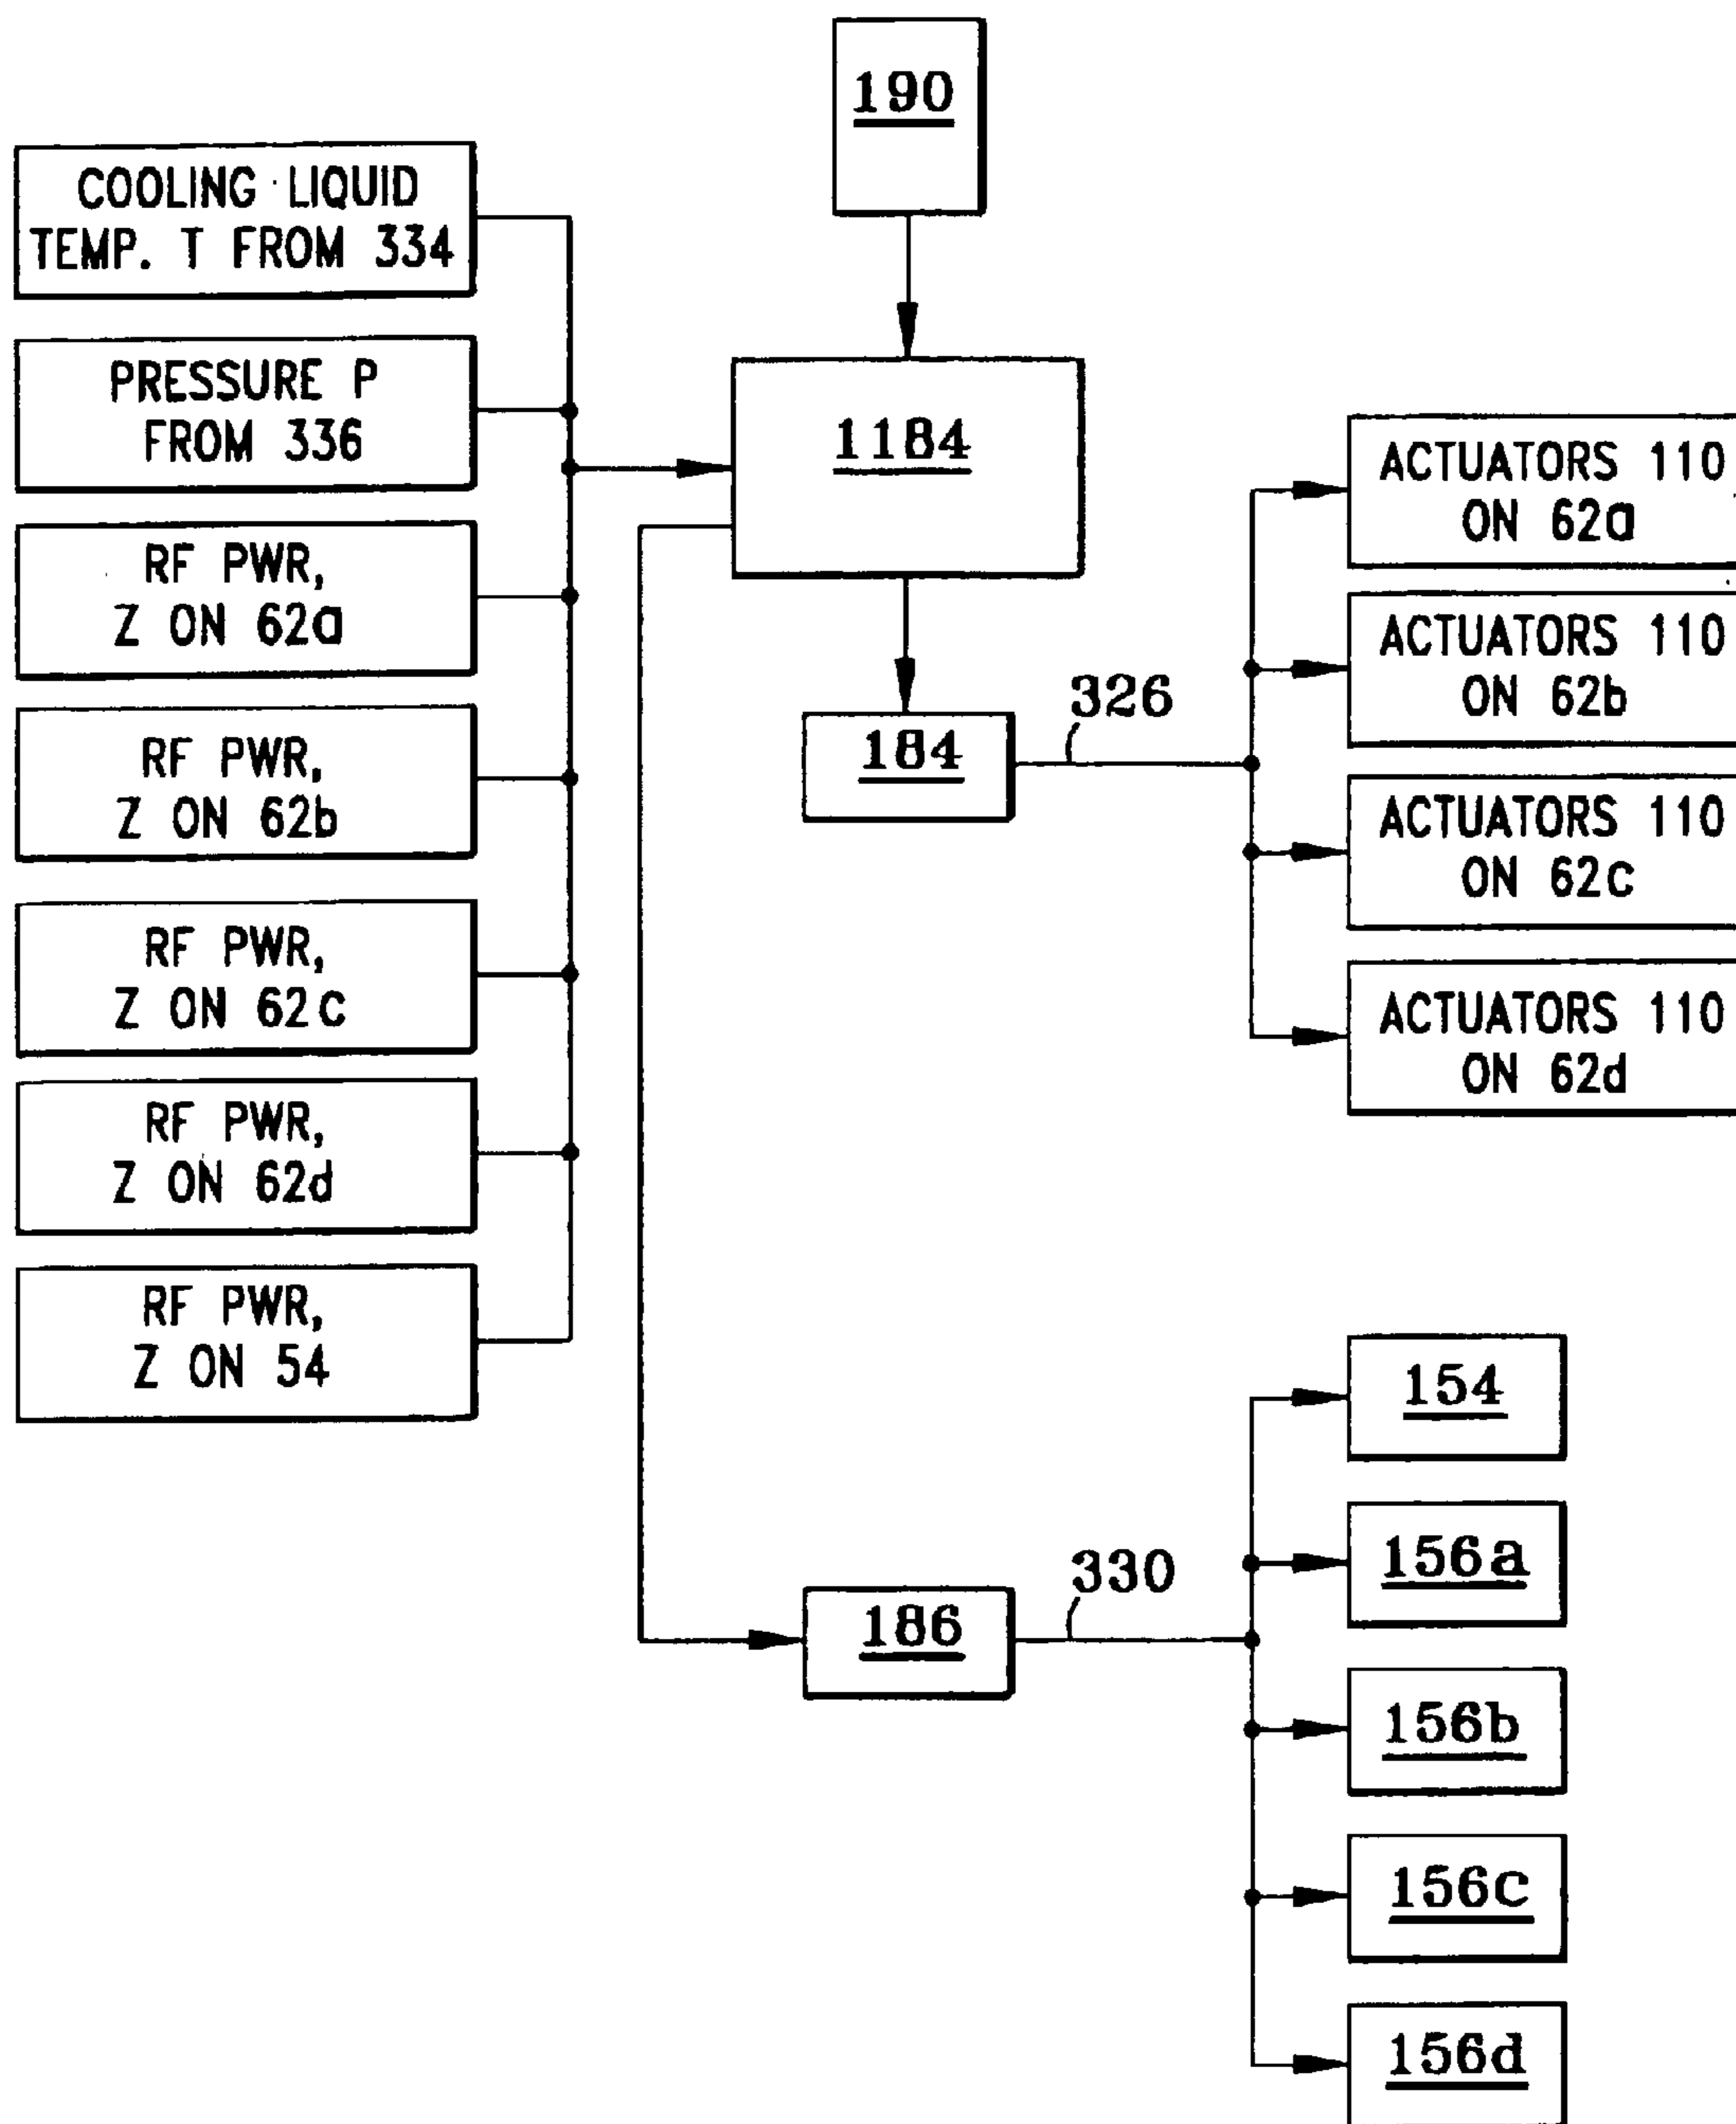 190
COOLING LIQUID
TEMP. T FROM 334
PRESSURE P
FROM 336
1184
RF PWR,
Z ON 62a
RF PWR,
Z ON 62b
RF PWR,
Z ON 62c
RF PWR,
Z ON 62d
RF PWR,
Z ON 54
184
326
ACTUATORS 110
ON 62a
ACTUATORS 110
ON 62b
ACTUATORS 110
ON 62c
ACTUATORS 110
ON 62d
186
330
154
156a
156b
156c
156d